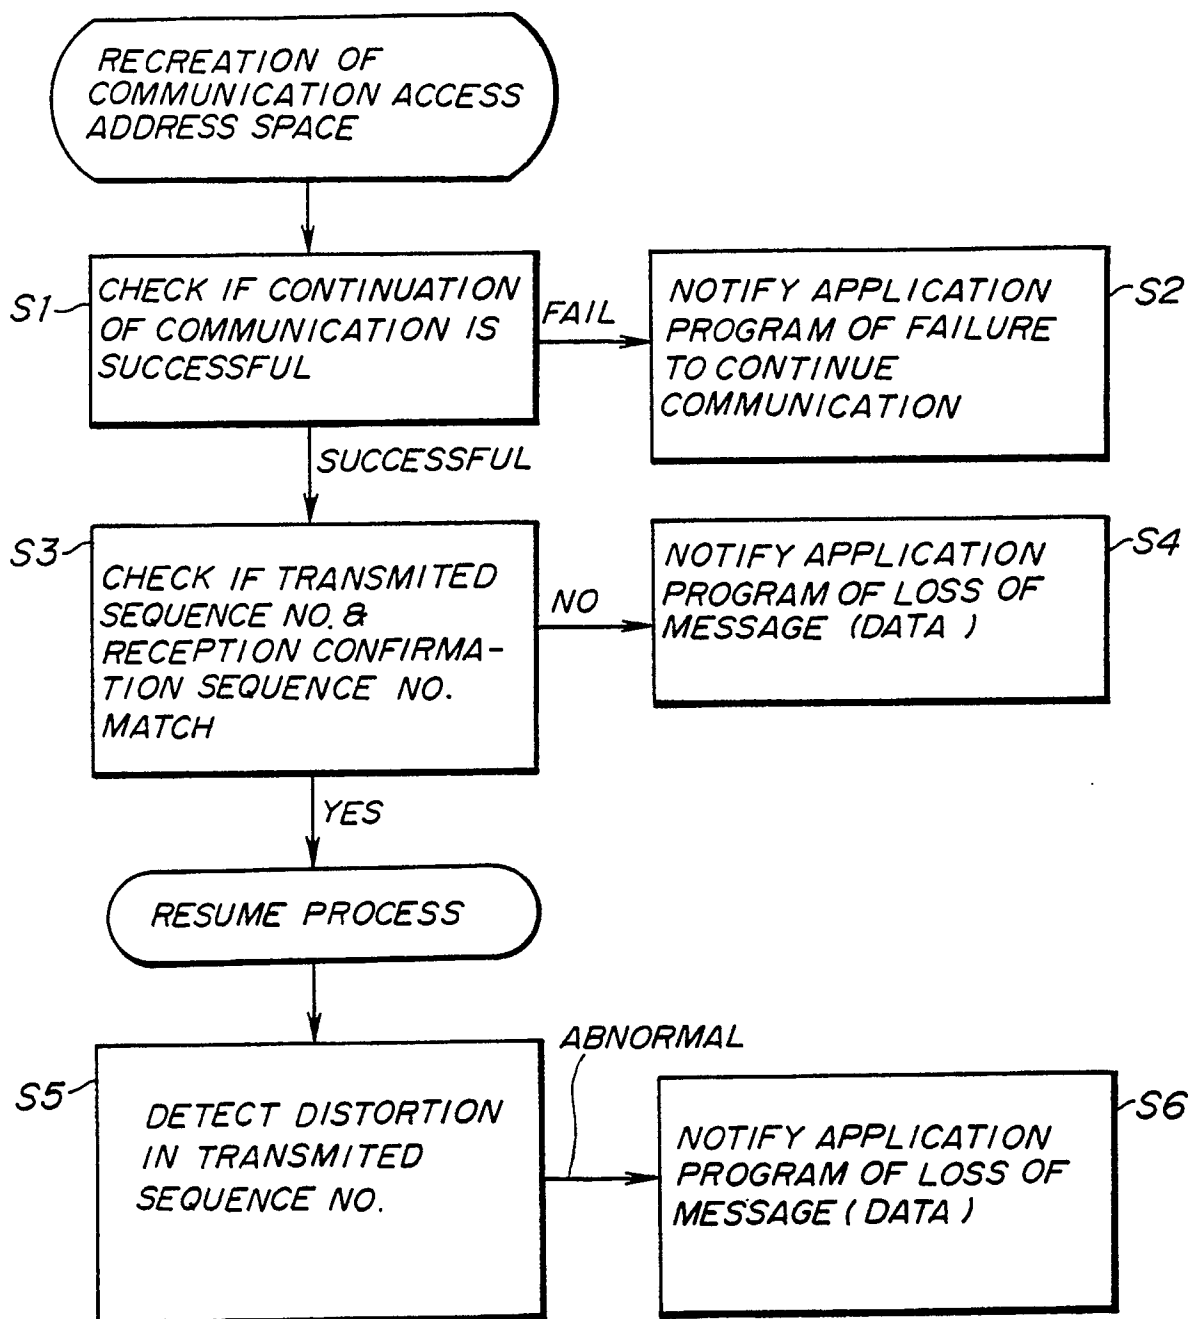 RECREATION OF
COMMUNICATION ACCESS
ADDRESS SPACE
S1
CHECK IF CONTINUATION
OF COMMUNICATION IS
SUCCESSFUL
FAIL
NOTIFY APPLICATION
PROGRAM OF FAILURE
TO CONTINUE
COMMUNICATION
S2
SUCCESSFUL
S3
CHECK IF TRANSMITED
SEQUENCE NO. &
RECEPTION CONFIRMA-
TION SEQUENCE NO.
MATCH
NO
NOTIFY APPLICATION
PROGRAM OF LOSS OF
MESSAGE (DATA)
S4
YES
RESUME PROCESS
S5
DETECT DISTORTION
IN TRANSMITED
SEQUENCE NO.
ABNORMAL
NOTIFY APPLICATION
PROGRAM OF LOSS OF
MESSAGE (DATA)
S6